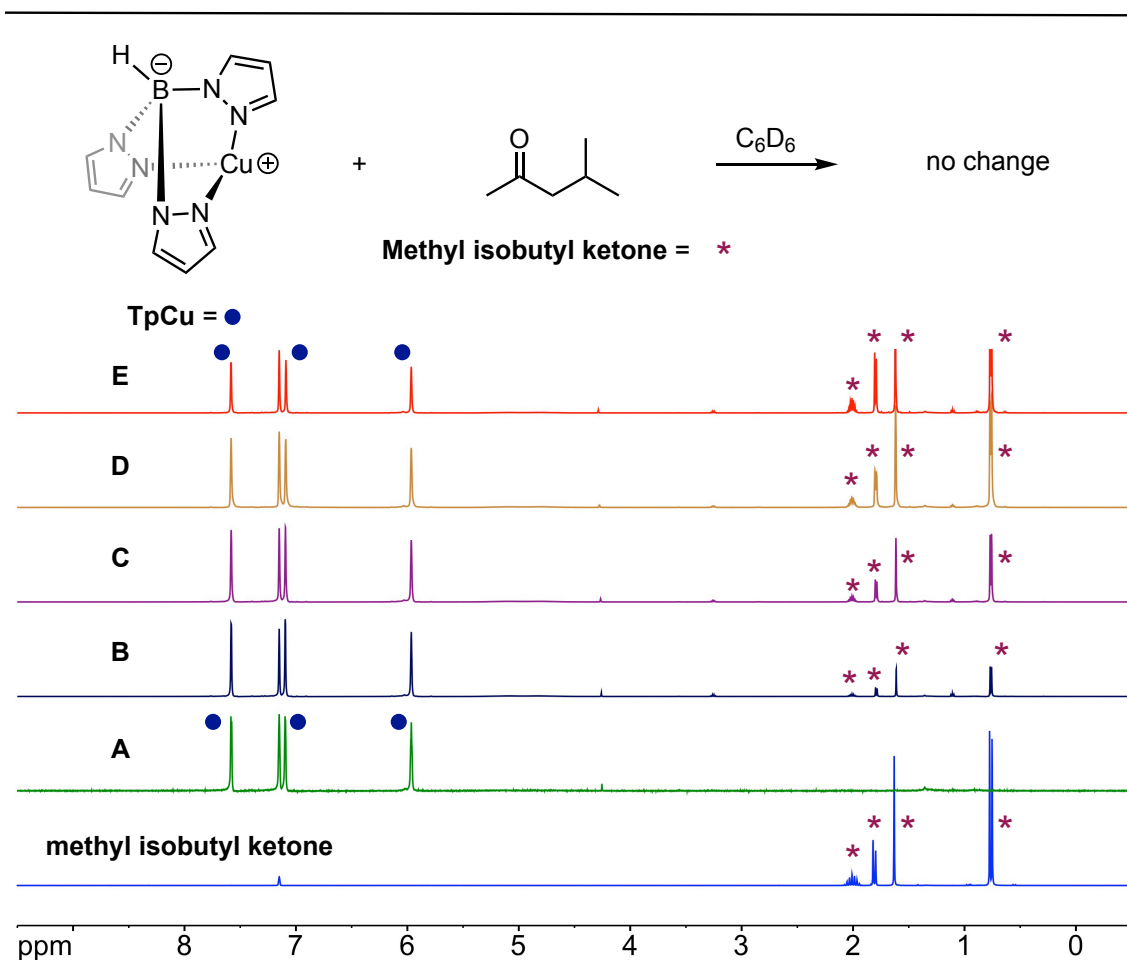 H
B
N
N
N
N
N
N
Cu
+
O
C6D6
no change
Methyl isobutyl ketone = *
TpCu =
E
D
C
B
A
methyl isobutyl ketone
ppm 8 7 6 5 4 3 2 1 0